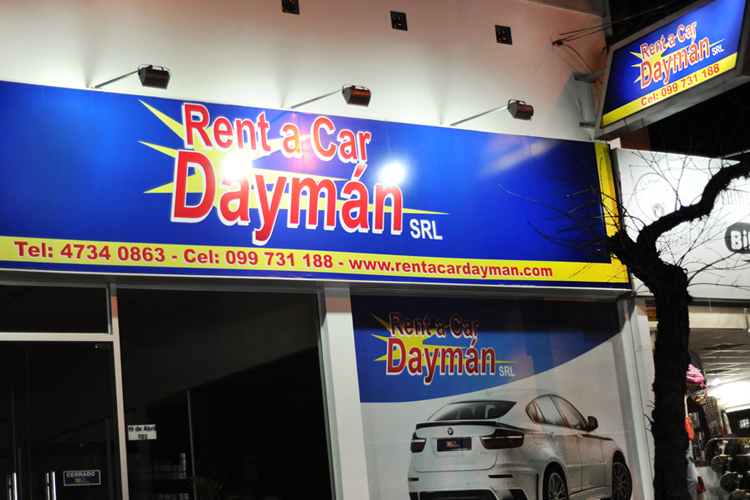 Rent a Car
Daymán SRL
Cel: 099 731 188
Rent a Car
Daymán SRL
Tel: 4734 0863 - Cel: 099 731 188 - www.rentacardayman.com
Rent a Car
Daymán SRL
19 de Abril
702
CERRADO